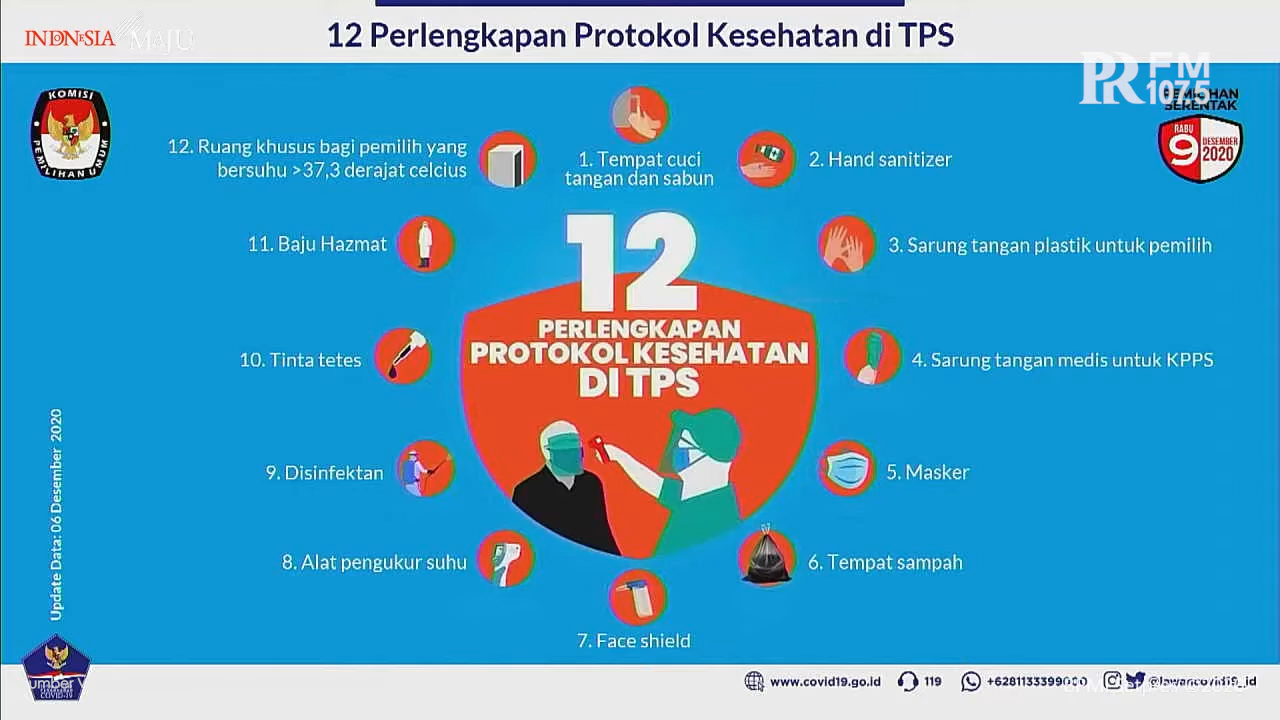 12 Perlengkapan Protokol Kesehatan di TPS
INDONESIA
MAJU
PRFM
107.5
KOMISI
PEMILIHAN UMUM
SERENTAK
RABU
9
DESEMBER
2020
1. Tempat cuci
tangan dan sabun
2. Hand sanitizer
3. Sarung tangan plastik untuk pemilih
4. Sarung tangan medis untuk KPPS
5. Masker
6. Tempat sampah
7. Face shield
8. Alat pengukur suhu
9. Disinfektan
10. Tinta tetes
11. Baju Hazmat
12. Ruang khusus bagi pemilih yang
bersuhu >37,3 derajat celcius
12
PERLENGKAPAN
PROTOKOL KESEHATAN
DI TPS
Update Data: 06 Desember 2020
COVID-19
www.covid19.go.id
119
@lawancovid19_id